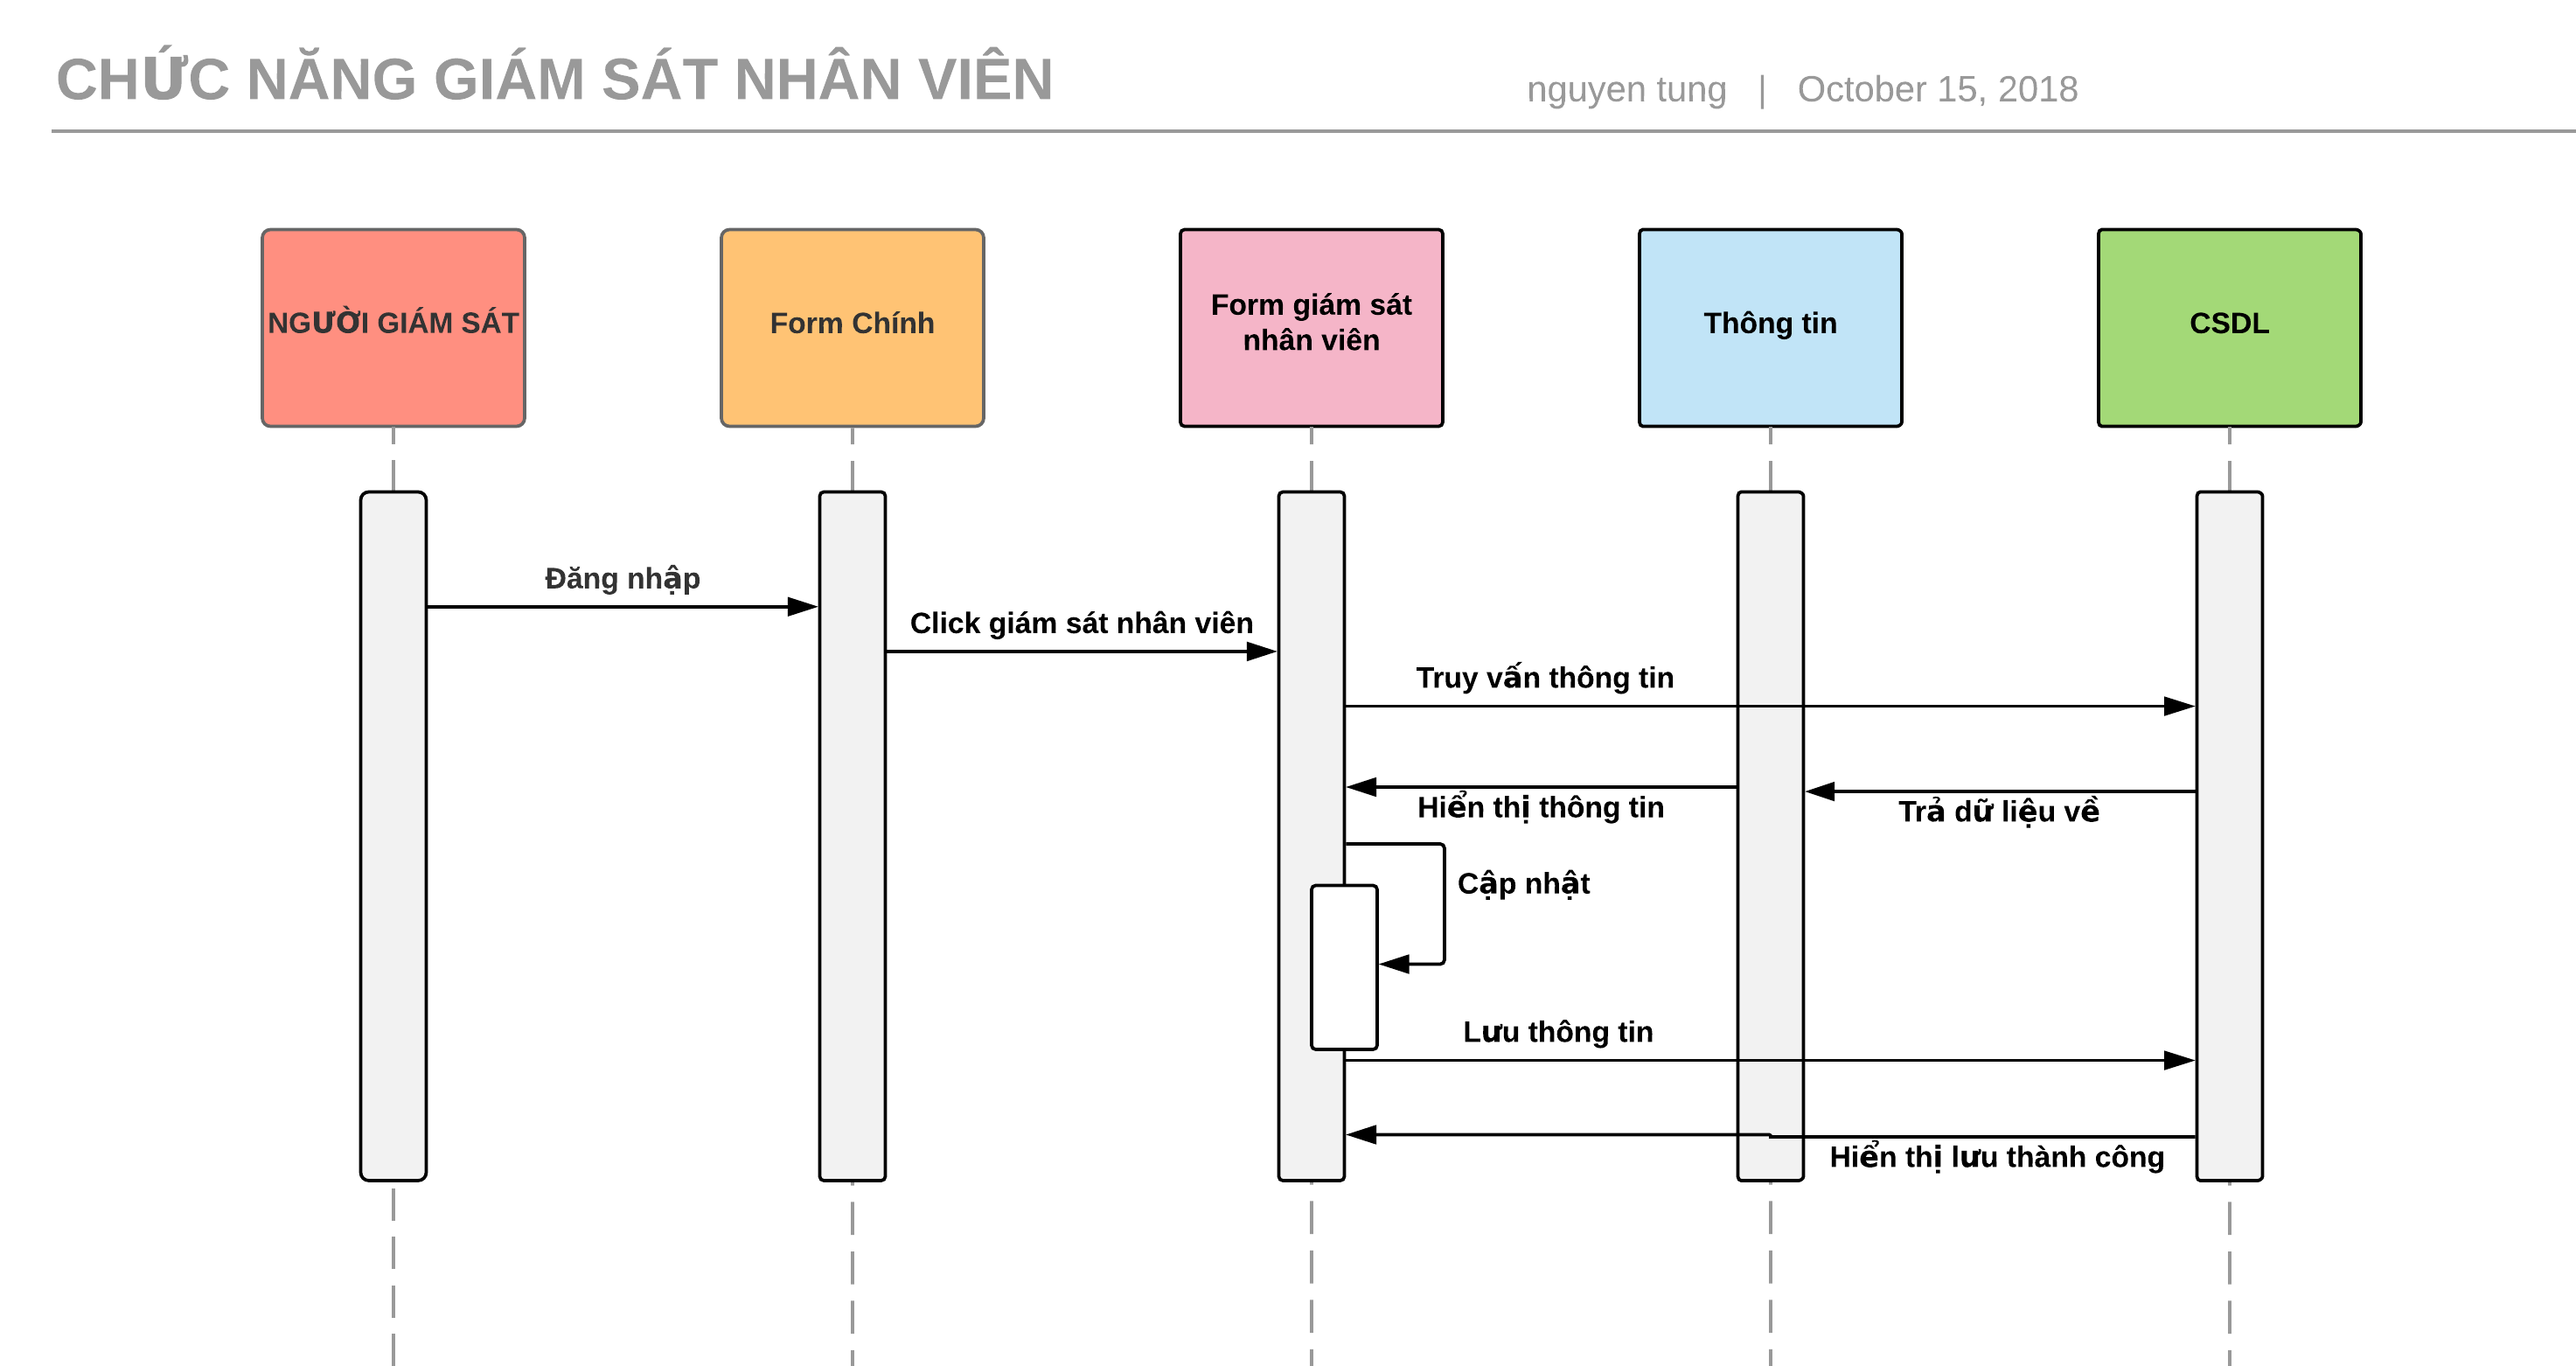 CHỨC NĂNG GIÁM SÁT NHÂN VIÊN
nguyen tung | October 15, 2018
NGƯỜI GIÁM SÁT
Form Chính
Form giám sát
nhân viên
Thông tin
CSDL
Đăng nhập
Click giám sát nhân viên
Truy vấn thông tin
Hiển thị thông tin
Trả dữ liệu về
Cập nhật
Lưu thông tin
Hiển thị lưu thành công